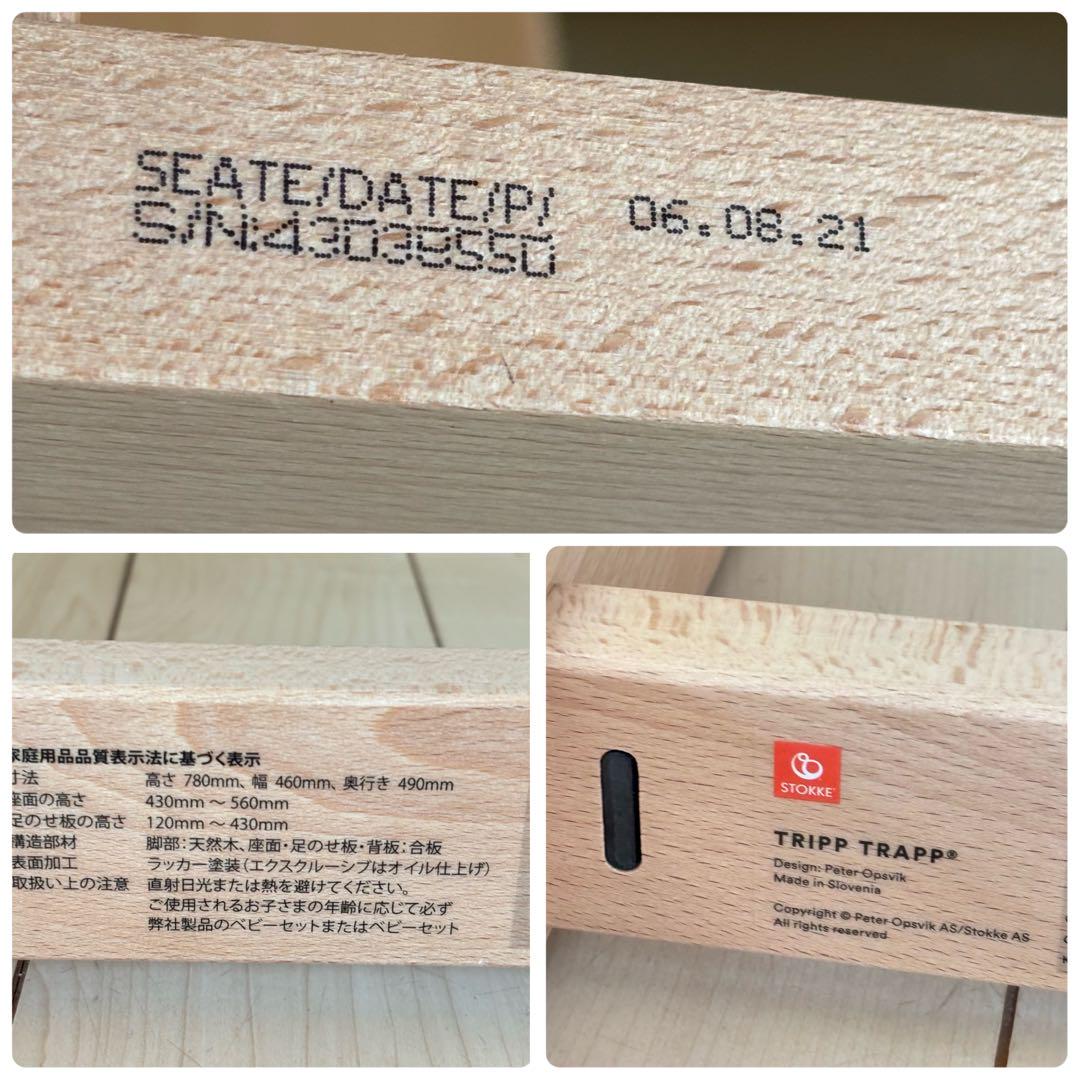 SEATE/DATE/P/ 06.08.21
S/N:43038550
家庭用品品質表示法に基づく表示
寸法 高さ 780mm、幅 460mm、奥行き 490mm
座面の高さ 430mm ～ 560mm
足のせ板の高さ 120mm ～ 430mm
構造部材 脚部:天然木、座面・足のせ板・背板:合板
表面加工 ラッカー塗装(エクスクルーシブはオイル仕上げ)
取扱い上の注意 直射日光または熱を避けてください。
ご使用されるお子さまの年齢に応じて必ず
弊社製品のベビーセットまたはベビーセット
STOKKE
TRIPP TRAPP®
Design: Peter Opsvik
Made in Slovenia
Copyright © Peter Opsvik AS/Stokke AS
All rights reserved